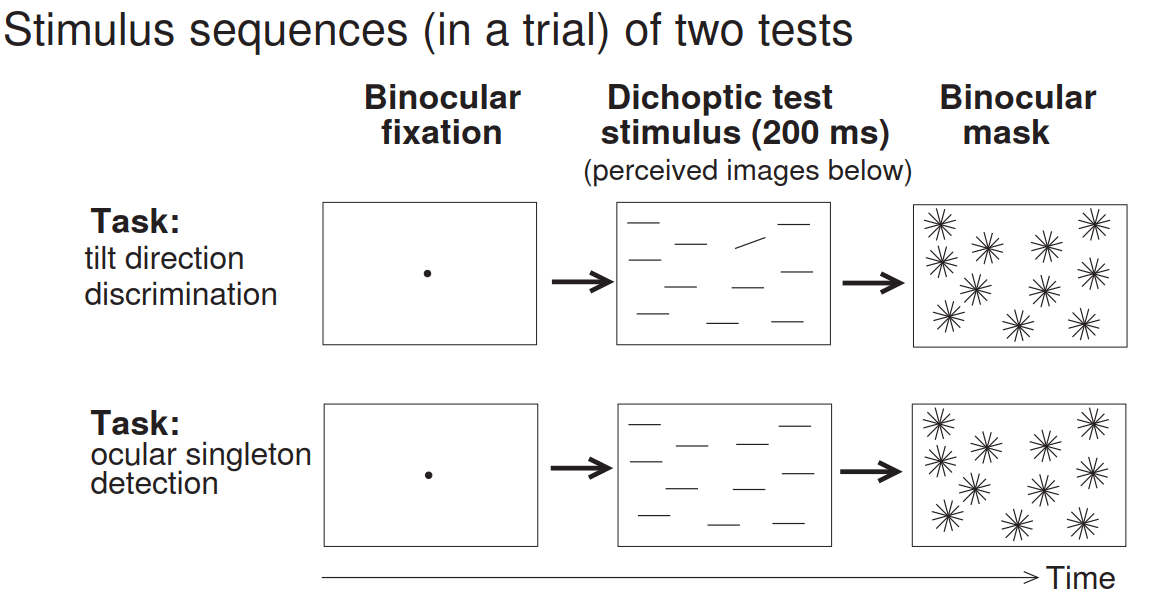 Stimulus sequences (in a trial) of two tests
Binocular
fixation
Dichoptic test
stimulus (200 ms)
(perceived images below)
Binocular
mask
Task:
tilt direction
discrimination
Task:
ocular singleton
detection
Time